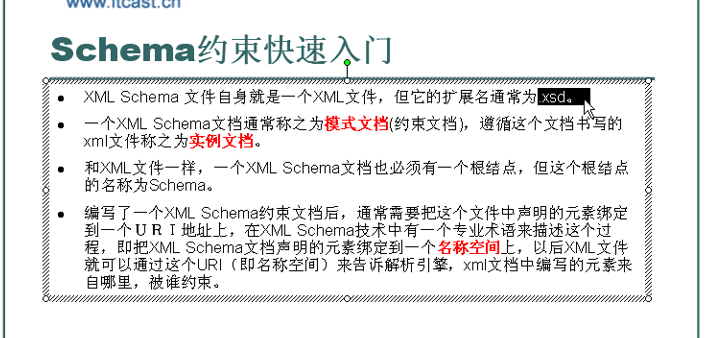 www.itcast.cn
Schema约束快速入门
XML Schema 文件自身就是一个XML文件，但它的扩展名通常为.xsd。
一个XML Schema文档通常称之为模式文档(约束文档)，遵循这个文档书写的
xml文件称之为实例文档。
和XML文件一样，一个XML Schema文档也必须有一个根结点，但这个根结点
的名称为Schema。
编写了一个XML Schema约束文档后，通常需要把这个文件中声明的元素绑定
到一个ＵＲＩ地址上，在XML Schema技术中有一个专业术语来描述这个过
程，即把XML Schema文档声明的元素绑定到一个名称空间上，以后XML文件
就可以通过这个URI（即名称空间）来告诉解析引擎，xml文档中编写的元素来
自哪里，被谁约束。